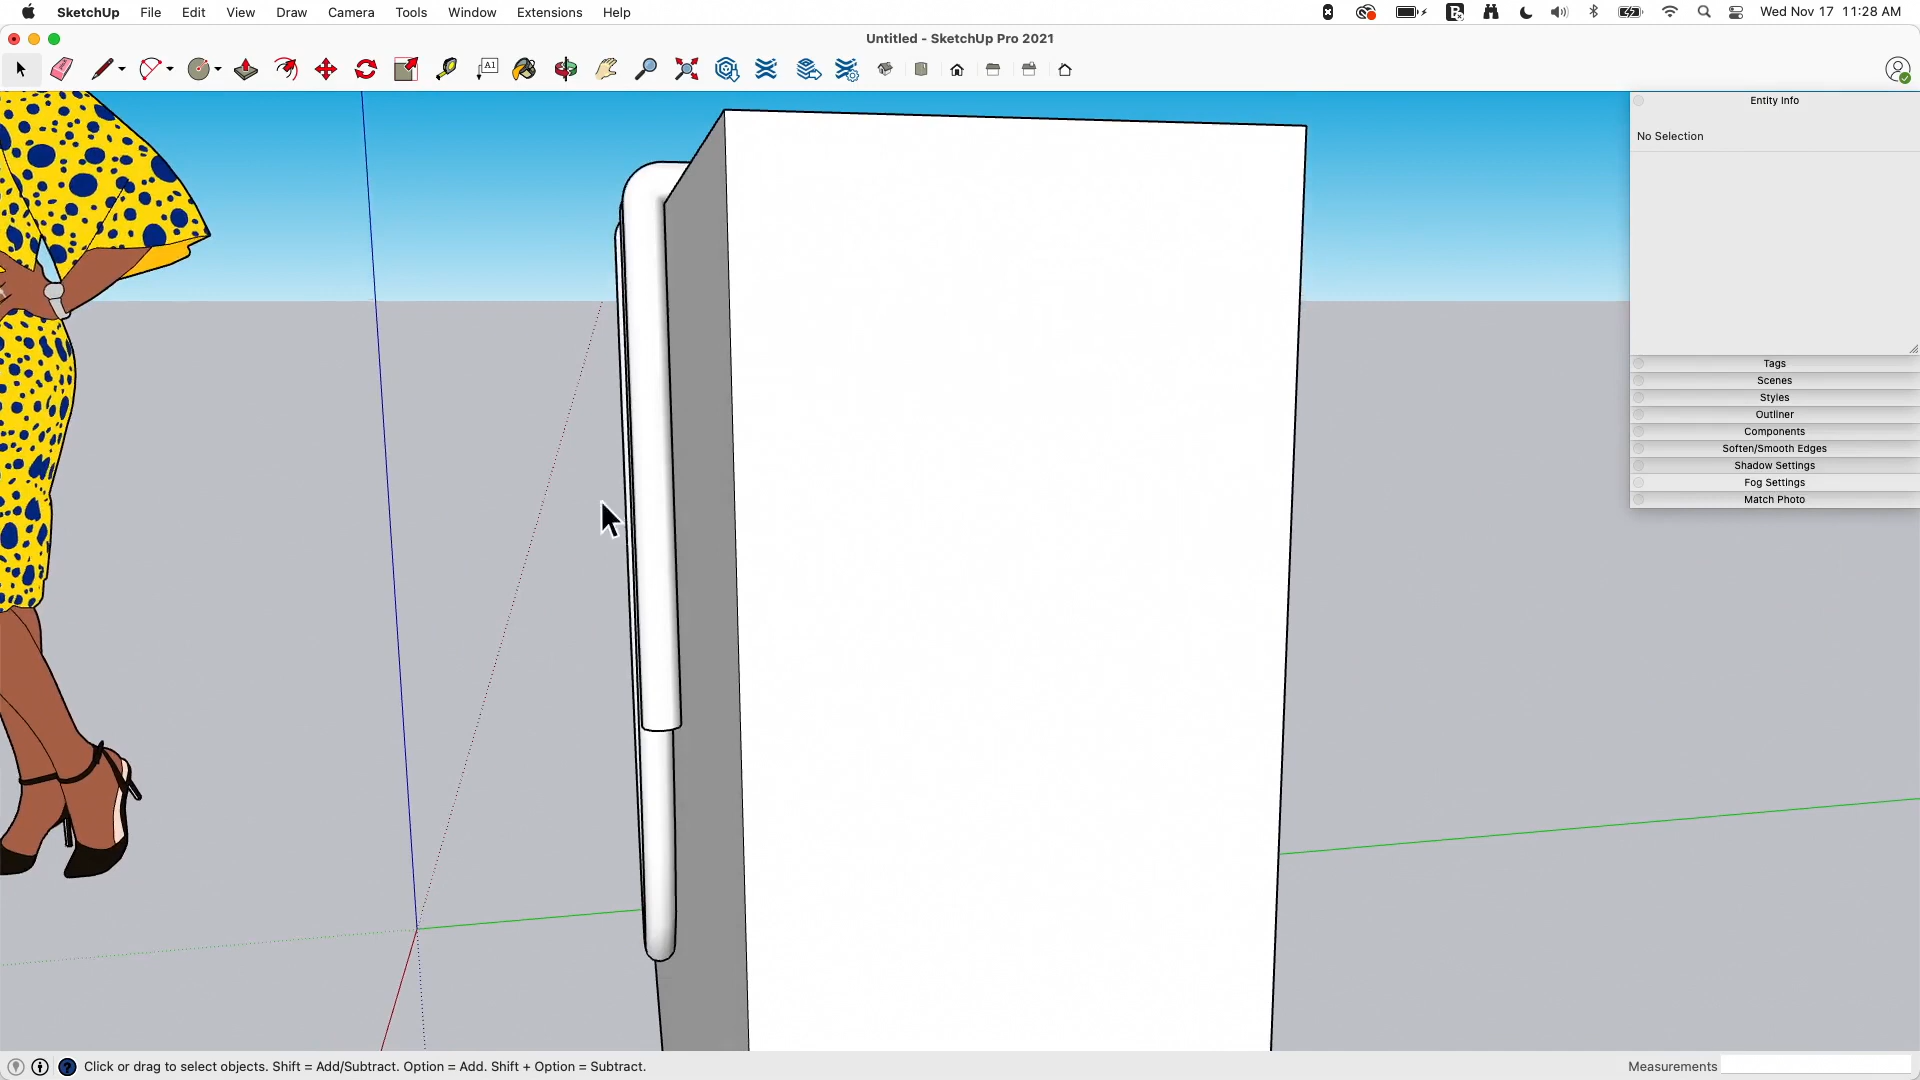 SketchUp File Edit View Draw Camera Tools Window Extensions Help Wed Nov 17 11:28 AM
Untitled - SketchUp Pro 2021
A1
Entity Info
No Selection
Tags
Scenes
Styles
Outliner
Components
Soften/Smooth Edges
Shadow Settings
Fog Settings
Match Photo
Click or drag to select objects. Shift = Add/Subtract. Option = Add. Shift + Option = Subtract. Measurements